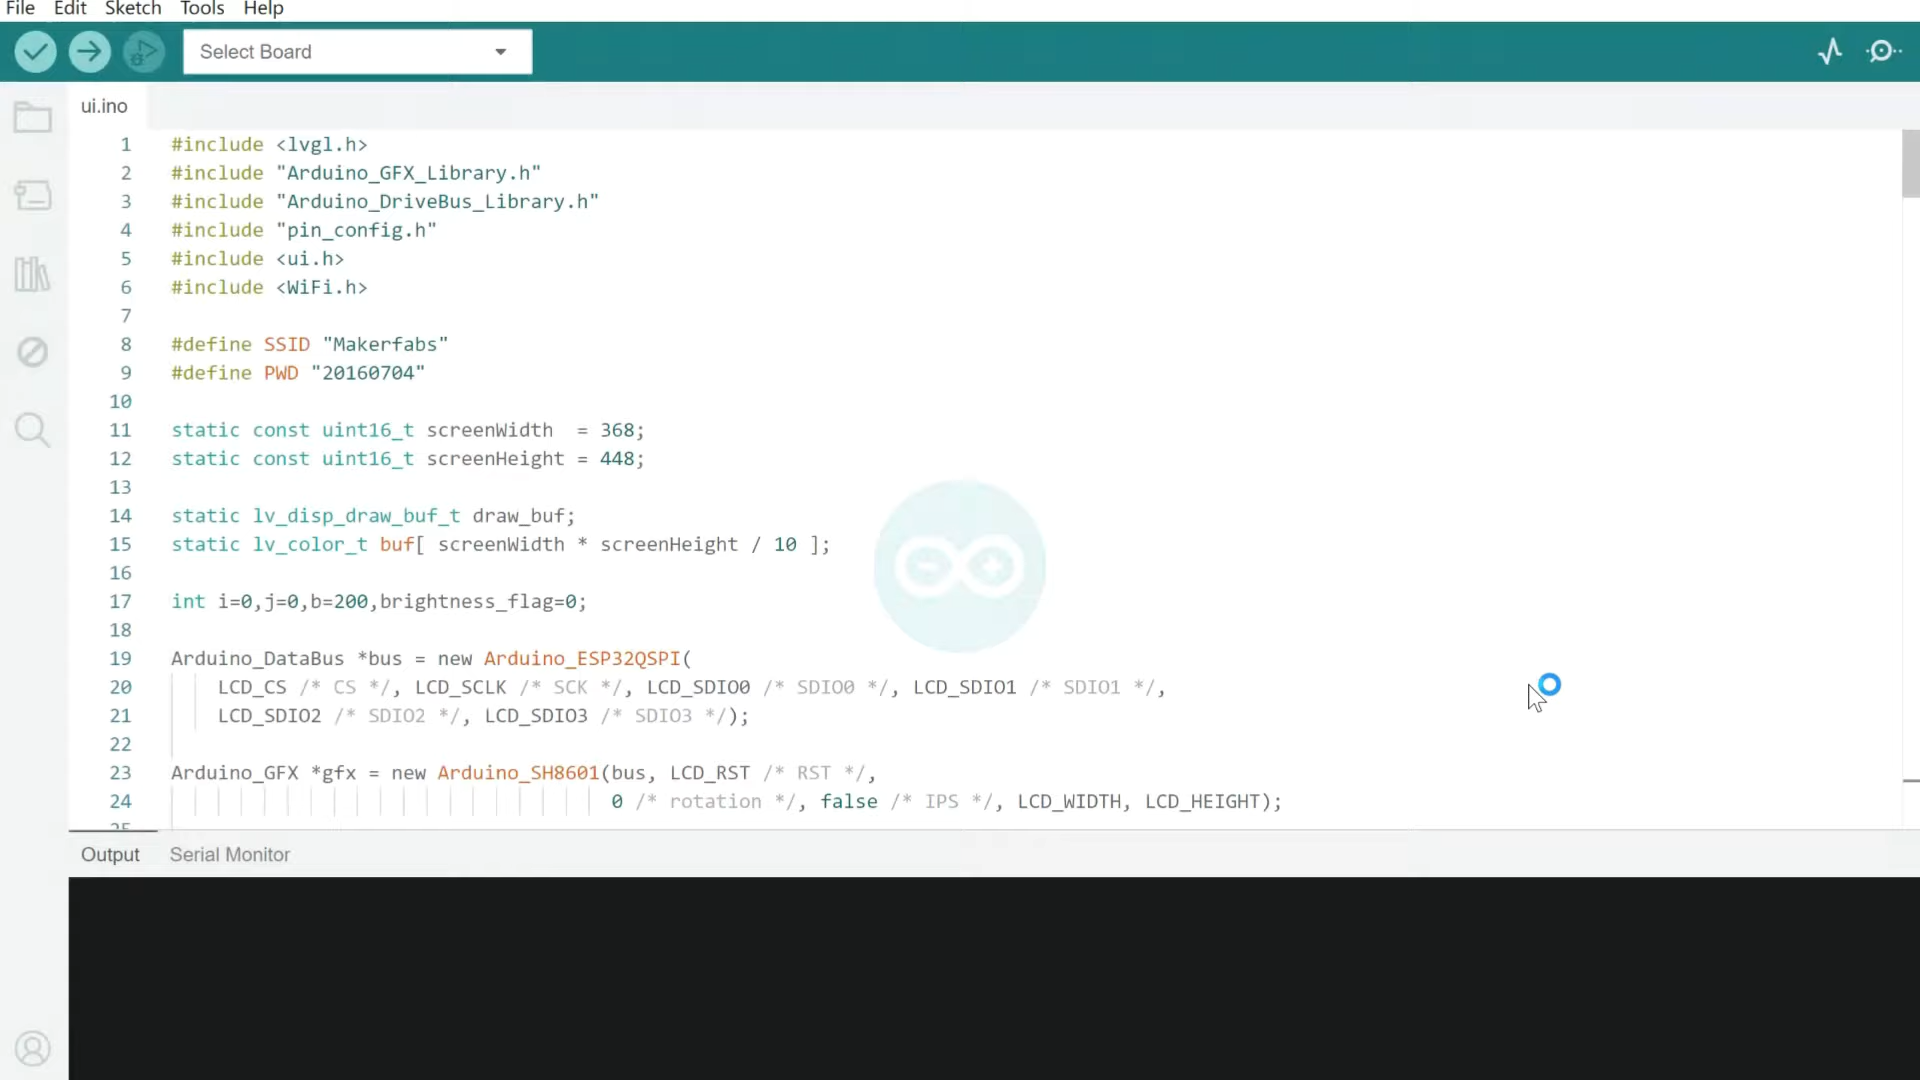 File Edit Sketch Tools Help
Select Board
ui.ino
1 #include <lvgl.h>
2 #include "Arduino_GFX_Library.h"
3 #include "Arduino_DriveBus_Library.h"
4 #include "pin_config.h"
5 #include <ui.h>
6 #include <WiFi.h>
7
8 #define SSID "Makerfabs"
9 #define PWD "20160704"
10
11 static const uint16_t screenWidth  = 368;
12 static const uint16_t screenHeight = 448;
13
14 static lv_disp_draw_buf_t draw_buf;
15 static lv_color_t buf[ screenWidth * screenHeight / 10 ];
16
17 int i=0,j=0,b=200,brightness_flag=0;
18
19 Arduino_DataBus *bus = new Arduino_ESP32QSPI(
20     LCD_CS /* CS */, LCD_SCLK /* SCK */, LCD_SDIO0 /* SDIO0 */, LCD_SDIO1 /* SDIO1 */,
21     LCD_SDIO2 /* SDIO2 */, LCD_SDIO3 /* SDIO3 */);
22
23 Arduino_GFX *gfx = new Arduino_SH8601(bus, LCD_RST /* RST */,
24                                       0 /* rotation */, false /* IPS */, LCD_WIDTH, LCD_HEIGHT);
25
Output Serial Monitor